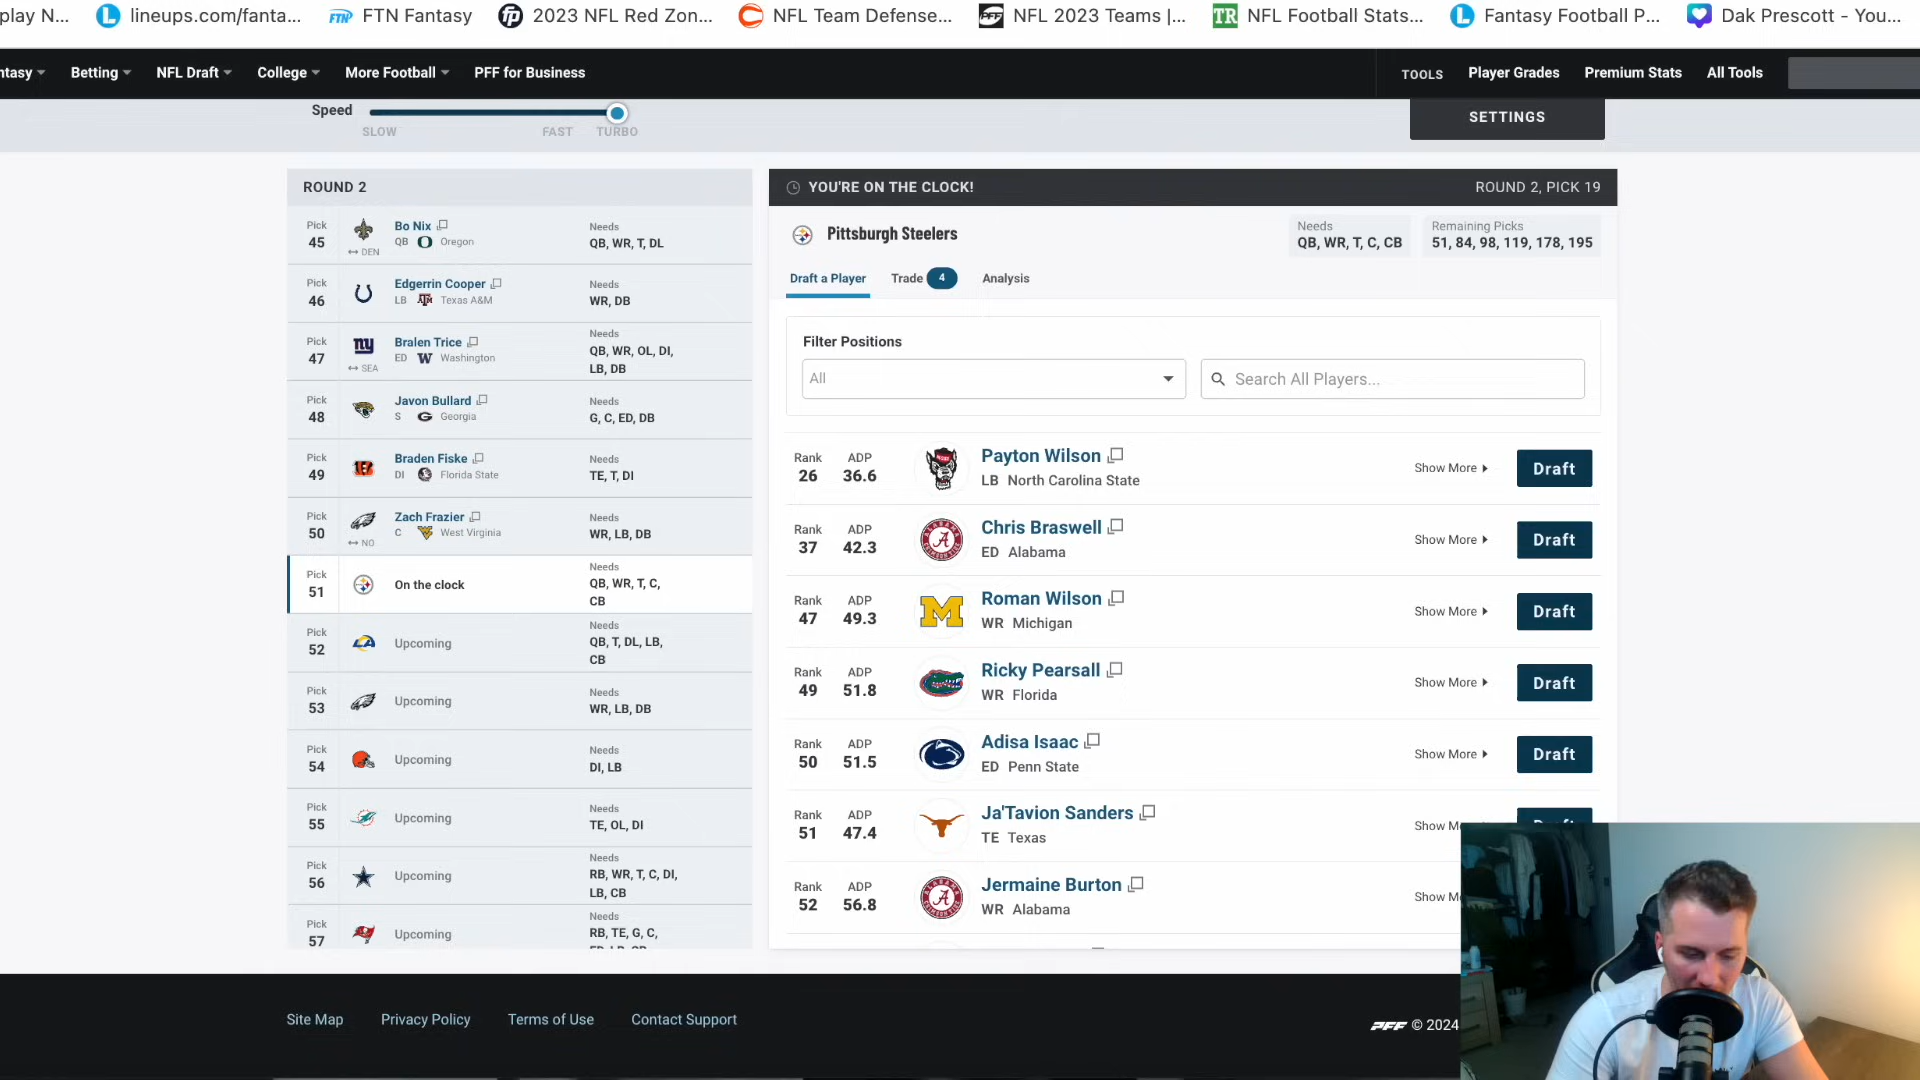 play N...
lineups.com/fanta...
FTN FTN Fantasy
fp 2023 NFL Red Zon...
NFL Team Defense...
PFF NFL 2023 Teams |...
TR NFL Football Stats...
Fantasy Football P...
Dak Prescott - You...
ntasy
Betting
NFL Draft
College
More Football
PFF for Business
TOOLS
Player Grades
Premium Stats
All Tools
Speed
SLOW
FAST
TURBO
SETTINGS
ROUND 2
Pick
45
↔ DEN
Bo Nix
QB Oregon
Needs
QB, WR, T, DL
Pick
46
Edgerrin Cooper
LB Texas A&M
Needs
WR, DB
Pick
47
ny
↔ SEA
Bralen Trice
ED W Washington
Needs
QB, WR, OL, DI,
LB, DB
Pick
48
Javon Bullard
S G Georgia
Needs
G, C, ED, DB
Pick
49
Braden Fiske
DI Florida State
Needs
TE, T, DI
Pick
50
↔ NO
Zach Frazier
C West Virginia
Needs
WR, LB, DB
Pick
51
On the clock
Needs
QB, WR, T, C,
CB
Pick
52
Upcoming
Needs
QB, T, DL, LB,
CB
Pick
53
Upcoming
Needs
WR, LB, DB
Pick
54
Upcoming
Needs
DI, LB
Pick
55
Upcoming
Needs
TE, OL, DI
Pick
56
Upcoming
Needs
RB, WR, T, C, DI,
LB, CB
Pick
57
Upcoming
Needs
RB, TE, G, C,
YOU'RE ON THE CLOCK!
ROUND 2, PICK 19
Pittsburgh Steelers
Needs
QB, WR, T, C, CB
Remaining Picks
51, 84, 98, 119, 178, 195
Draft a Player
Trade 4
Analysis
Filter Positions
All
Search All Players...
Rank
26
ADP
36.6
Payton Wilson
LB North Carolina State
Show More
Draft
Rank
37
ADP
42.3
Chris Braswell
ED Alabama
Show More
Draft
Rank
47
ADP
49.3
M
Roman Wilson
WR Michigan
Show More
Draft
Rank
49
ADP
51.8
Ricky Pearsall
WR Florida
Show More
Draft
Rank
50
ADP
51.5
Adisa Isaac
ED Penn State
Show More
Draft
Rank
51
ADP
47.4
Ja'Tavion Sanders
TE Texas
Show Mo
Rank
52
ADP
56.8
Jermaine Burton
WR Alabama
Show Mo
Site Map
Privacy Policy
Terms of Use
Contact Support
PFF © 2024